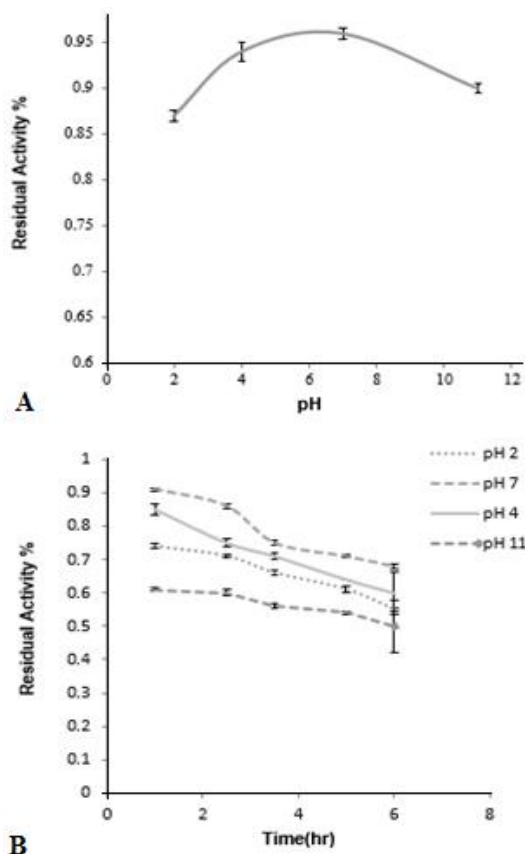 Residual Activity %
0.95
0.9
0.85
0.8
0.75
0.7
0.65
0.6
0 2 4 6 8 10 12
pH
A
Residual Activity %
1
0.9
0.8
0.7
0.6
0.5
0.4
0.3
0.2
0.1
0
0 2 4 6 8
Time(hr)
pH 2
pH 7
pH 4
pH 11
B